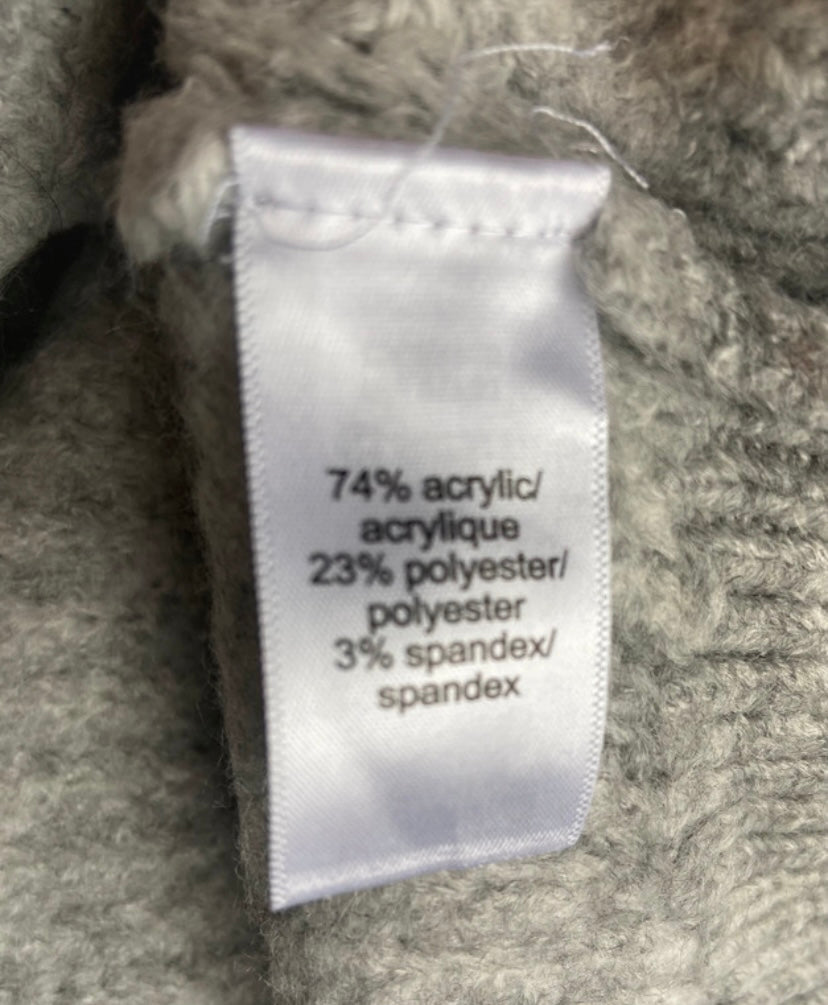 74% acrylic/
acrylique
23% polyester/
polyester
3% spandex/
spandex